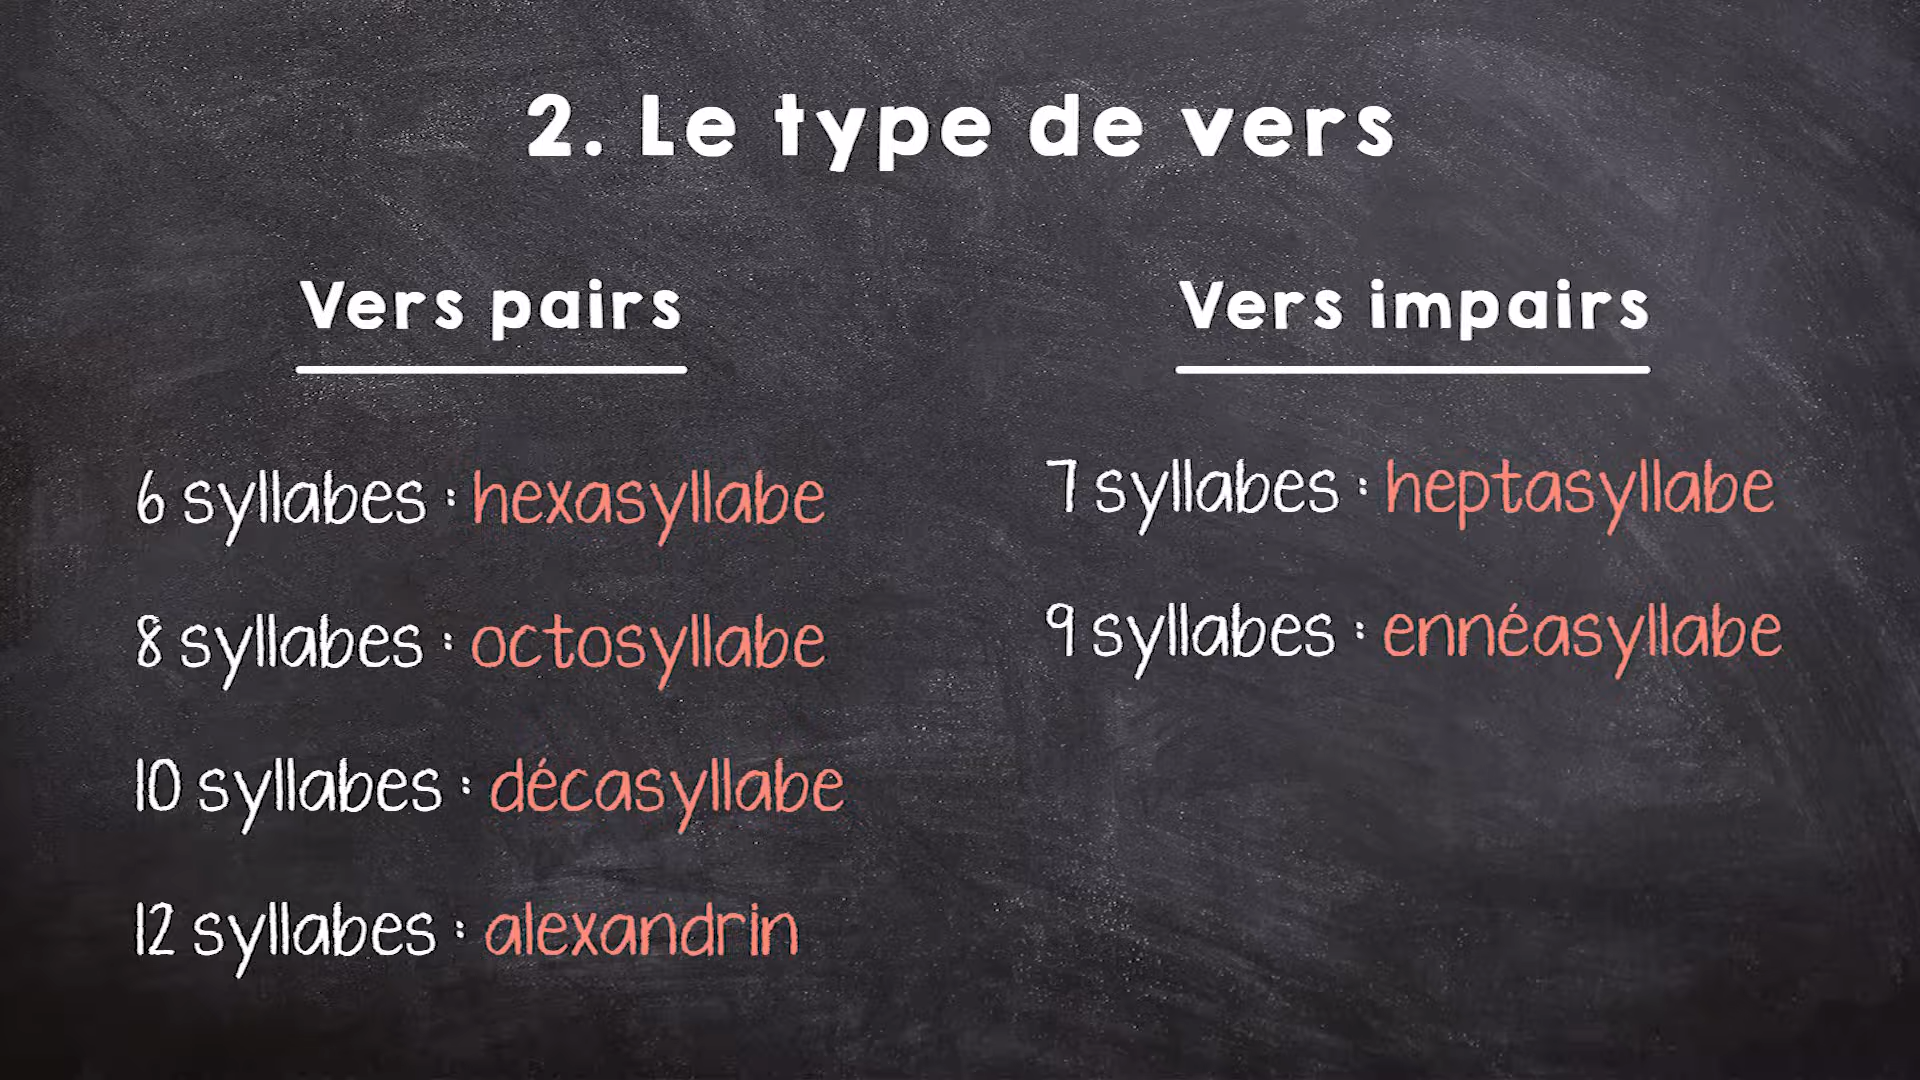 2. Le type de vers
Vers pairs
6 syllabes : hexasyllabe
8 syllabes : octosyllabe
10 syllabes : décasyllabe
12 syllabes : alexandrin
Vers impairs
7 syllabes : heptasyllabe
9 syllabes : ennéasyllabe